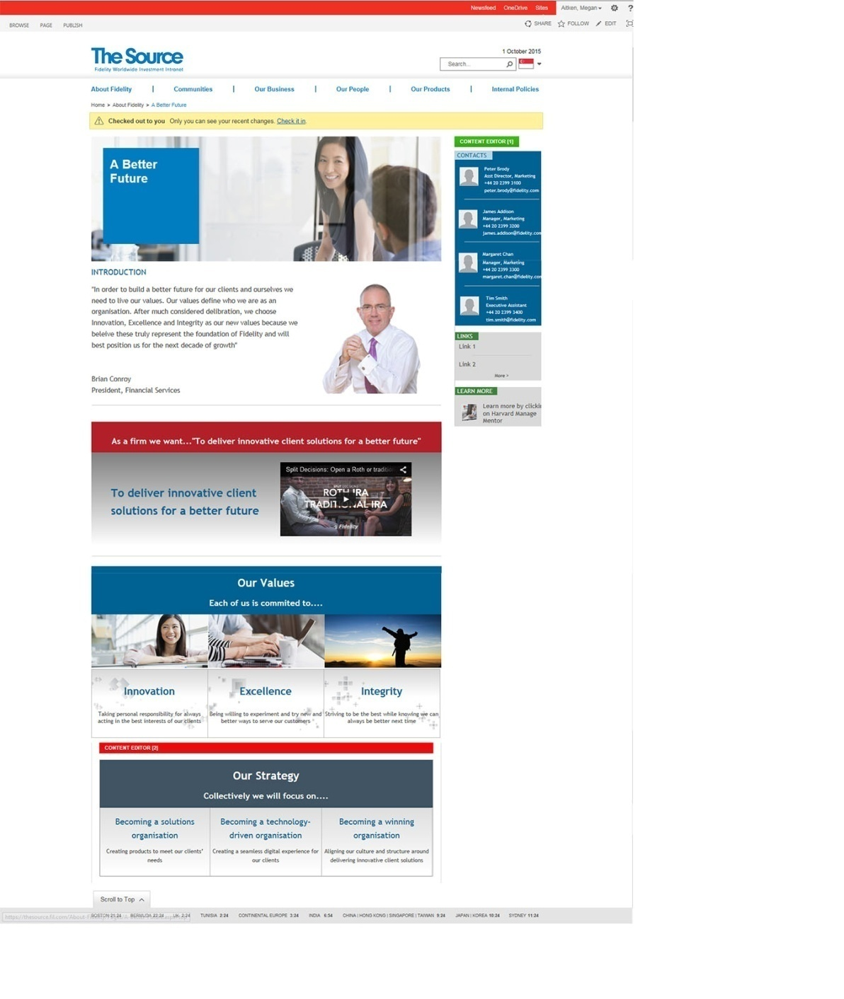 Newsfeed OneDrive Sites Aitken, Megan ?
BROWSE PAGE PUBLISH SHARE FOLLOW EDIT
The Source
Fidelity Worldwide Investment Intranet
1 October 2015
Search...
About Fidelity | Communities | Our Business | Our People | Our Products | Internal Policies
Home > About Fidelity > A Better Future
Checked out to you Only you can see your recent changes. Check it in.
A Better
Future
INTRODUCTION
"In order to build a better future for our clients and ourselves we
need to live our values. Our values define who we are as an
organisation. After much considered delibration, we choose
Innovation, Excellence and Integrity as our new values because we
beleive these truly represent the foundation of Fidelity and will
best position us for the next decade of growth"
Brian Conroy
President, Financial Services
CONTENT EDITOR [1]
CONTACTS
Peter Brody
Asst Director, Marketing
+44 20 2399 3100
peter.brody@fidelity.com
James Addison
Manager, Marketing
+44 20 2399 3200
james.addison@fidelity.com
Margaret Chan
Manager, Marketing
+44 20 2399 3300
margaret.chan@fidelity.com
Tim Smith
Executive Assistant
+44 20 2399 3400
tim.smith@fidelity.com
LINKS
Link 1
Link 2
More >
LEARN MORE
Learn more by clickin
on Harvard Manage
Mentor
As a firm we want..."To deliver innovative client solutions for a better future"
To deliver innovative client
solutions for a better future
Split Decisions: Open a Roth or traditio
SPLIT DECISIONS
ROTH IRA
TRADITIONAL IRA
Fidelity
Our Values
Each of us is commited to....
Innovation
Taking personal responsibility for always
acting in the best interests of our clients
Excellence
Being willing to experiment and try new and
better ways to serve our customers
Integrity
Striving to be the best while knowing we can
always be better next time
CONTENT EDITOR [2]
Our Strategy
Collectively we will focus on....
Becoming a solutions
organisation
Creating products to meet our clients'
needs
Becoming a technology-
driven organisation
Creating a seamless digital experience for
our clients
Becoming a winning
organisation
Aligning our culture and structure around
delivering innovative client solutions
Scroll to Top
BOSTON 21:24 BERMUDA 22:24 UK 2:24 TUNISIA 2:24 CONTINENTAL EUROPE 3:24 INDIA 6:54 CHINA | HONG KONG | SINGAPORE | TAIWAN 9:24 JAPAN | KOREA 10:24 SYDNEY 11:24